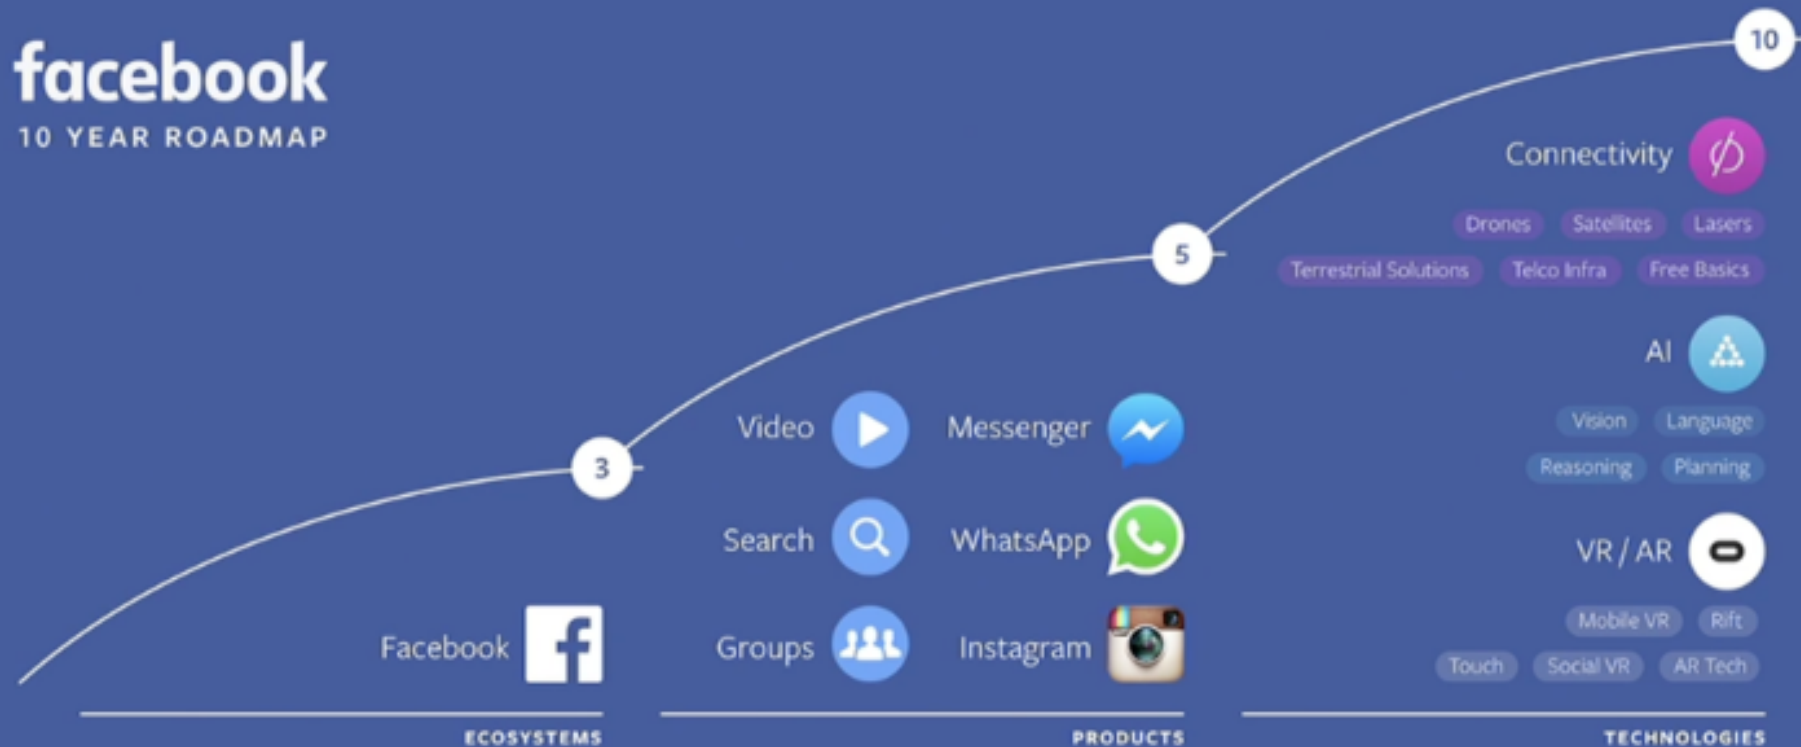 facebook
10 YEAR ROADMAP
10
5
3
Facebook
ECOSYSTEMS
Video
Messenger
Search
WhatsApp
Groups
Instagram
PRODUCTS
Connectivity
Drones Satellites Lasers
Terrestrial Solutions Telco Infra Free Basics
AI
Vision Language
Reasoning Planning
VR / AR
Mobile VR Rift
Touch Social VR AR Tech
TECHNOLOGIES